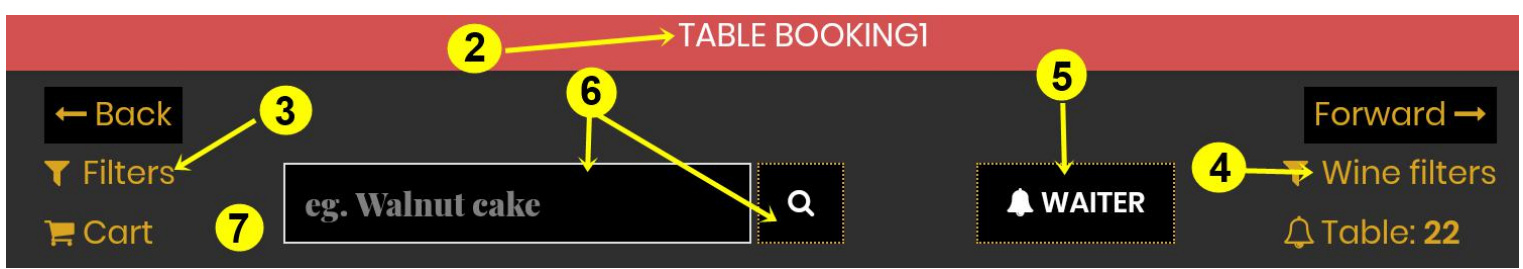 2 TABLE BOOKING1
5
← Back 3 6 Forward →
Filters 4 Wine filters
eg. Walnut cake WAITER
Cart 7 Table: 22